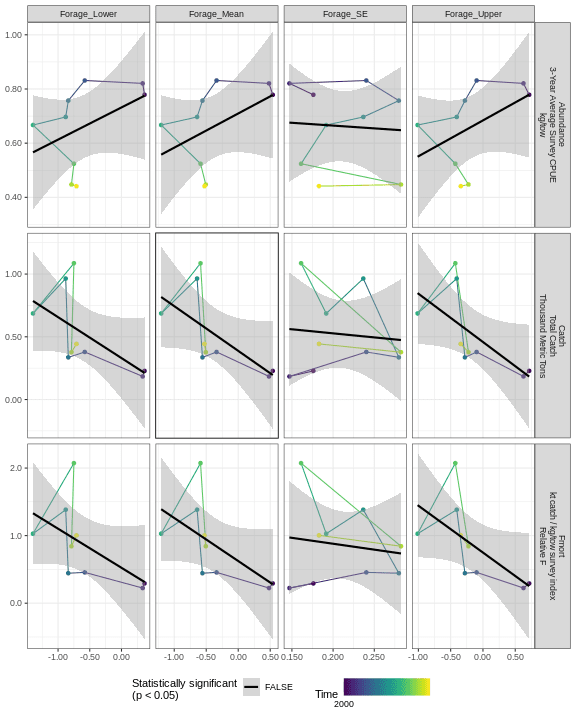 Forage_Lower
Forage_Mean
Forage_SE
Forage_Upper
1.00
0.80
0.60
0.40
Abundance
3-Year Average Survey CPUE
kg/tow
1.00
0.50
0.00
Catch
Total Catch
Thousand Metric Tons
2.0
1.0
0.0
Fmort
kt catch / kg/tow survey index
Relative F
-1.00 -0.50 0.00
-1.00 -0.50 0.00 0.50
0.150 0.200 0.250
-1.00 -0.50 0.00 0.50
Statistically significant
(p < 0.05)
FALSE
Time
2000